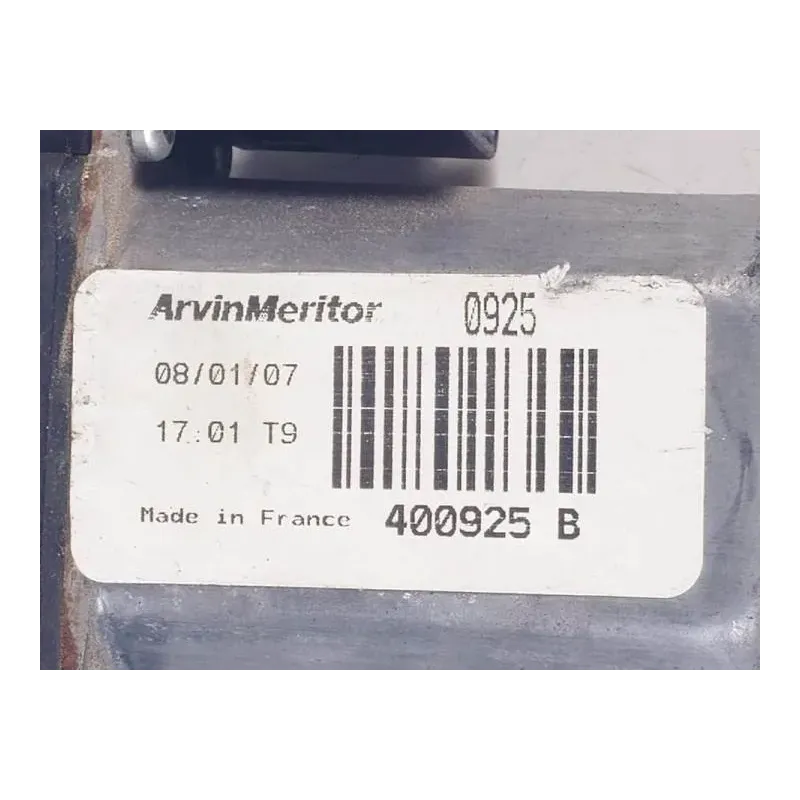 ArvinMeritor 0925
08/01/07
17:01 T9
Made in France 400925 B